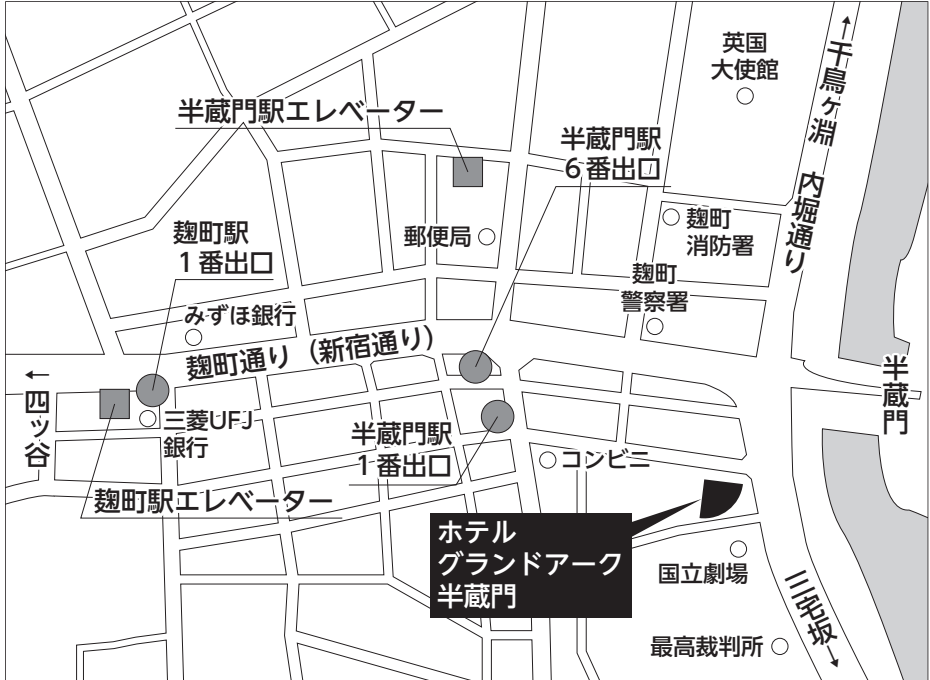 英国
大使館
↑
千鳥ヶ淵
内堀通り
半蔵門駅エレベーター
半蔵門駅
6番出口
麹町
消防署
郵便局
麹町駅
1番出口
麹町
警察署
みずほ銀行
麹町通り（新宿通り）
半蔵門
←
四ッ谷
三菱UFJ
銀行
半蔵門駅
1番出口
コンビニ
麹町駅エレベーター
ホテル
グランドアーク
半蔵門
国立劇場
三宅坂
↓
最高裁判所